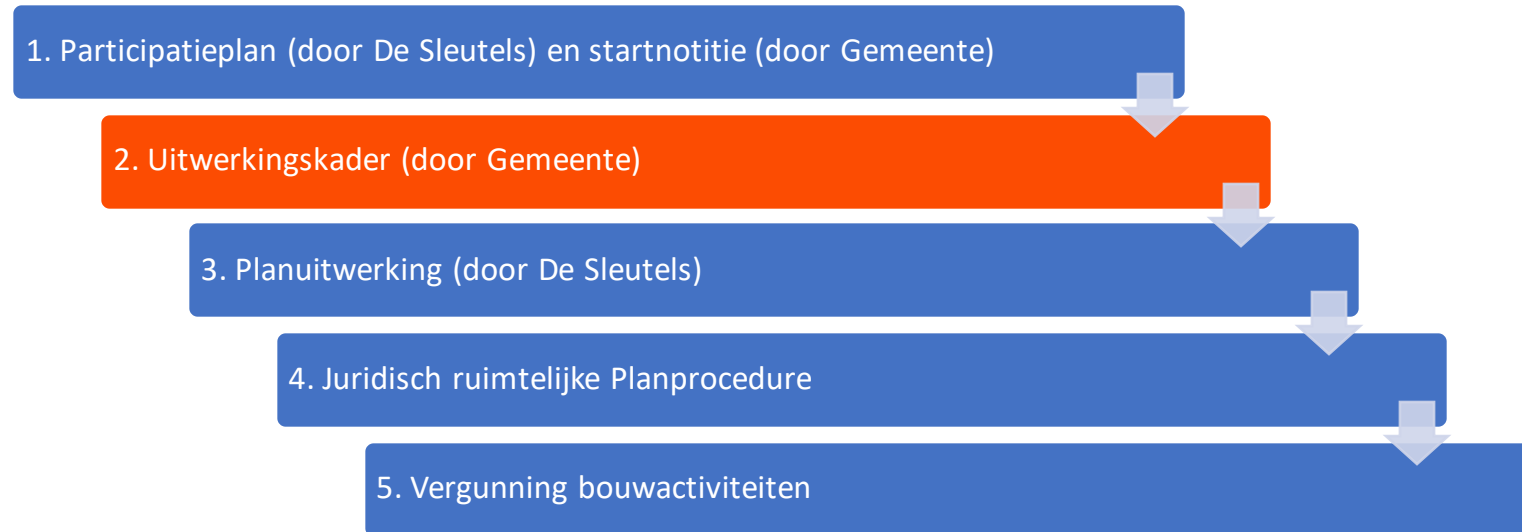 1. Participatieplan (door De Sleutels) en startnotitie (door Gemeente)
2. Uitwerkingskader (door Gemeente)
3. Planuitwerking (door De Sleutels)
4. Juridisch ruimtelijke Planprocedure
5. Vergunning bouwactiviteiten